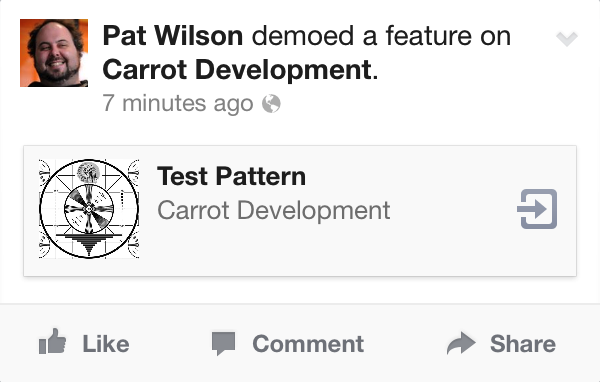 Pat Wilson demoed a feature on
Carrot Development.
7 minutes ago
Test Pattern
Carrot Development
Like Comment Share